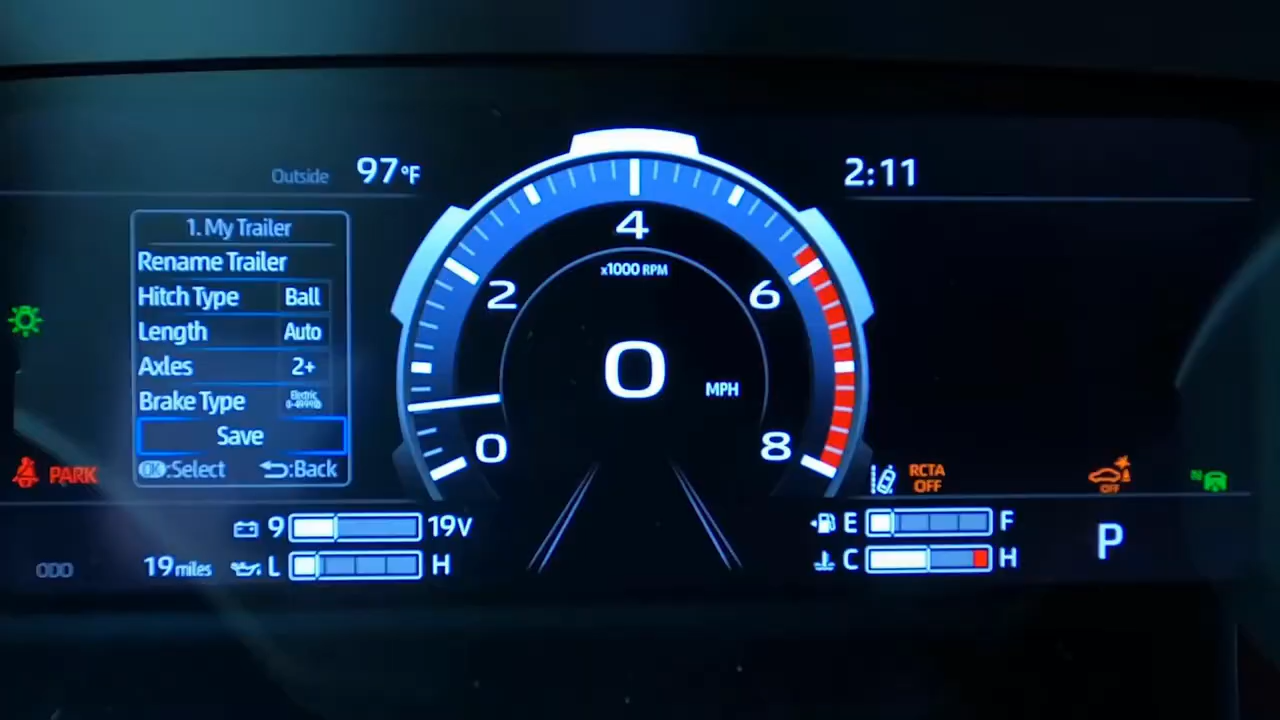 Outside 97°F
2:11
1. My Trailer
Rename Trailer
Hitch Type Ball
Length Auto
Axles 2+
Brake Type Electric
Save
OK:Select :Back
4
x1000 RPM
2
6
0
MPH
0
8
PARK
RCTA
OFF
OFF
9 19V
E F
P
ODO 19 miles
L H
C H